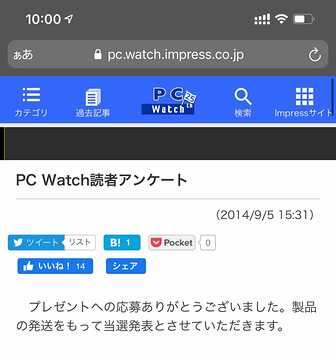 10:00
ぁあ pc.watch.impress.co.jp
PC Watch
カテゴリ 過去記事 検索 Impressサイト
PC Watch読者アンケート
(2014/9/5 15:31)
ツイート リスト B! 1 Pocket 0
いいね！ 14 シェア
プレゼントへの応募ありがとうございました。製品
の発送をもって当選発表とさせていただきます。